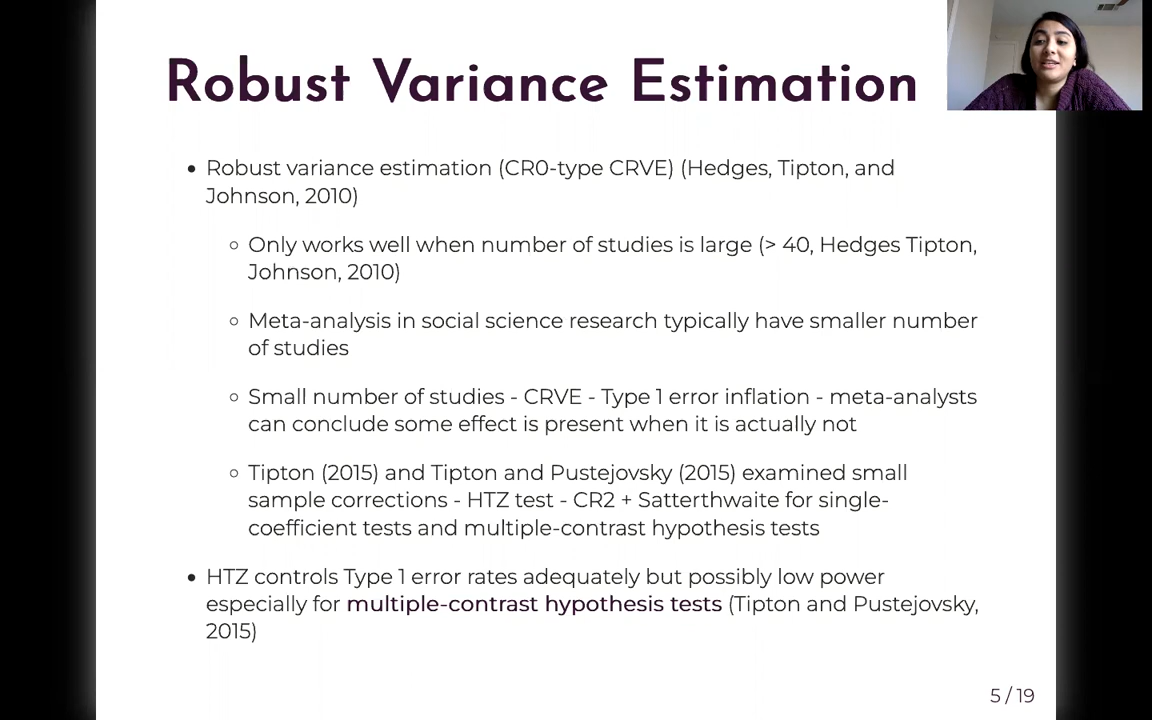 Robust Variance Estimation
• Robust variance estimation (CR0-type CRVE) (Hedges, Tipton, and
Johnson, 2010)
○ Only works well when number of studies is large (> 40, Hedges Tipton,
Johnson, 2010)
○ Meta-analysis in social science research typically have smaller number
of studies
○ Small number of studies - CRVE - Type 1 error inflation - meta-analysts
can conclude some effect is present when it is actually not
○ Tipton (2015) and Tipton and Pustejovsky (2015) examined small
sample corrections - HTZ test - CR2 + Satterthwaite for single-
coefficient tests and multiple-contrast hypothesis tests
• HTZ controls Type 1 error rates adequately but possibly low power
especially for multiple-contrast hypothesis tests (Tipton and Pustejovsky,
2015)
5 / 19